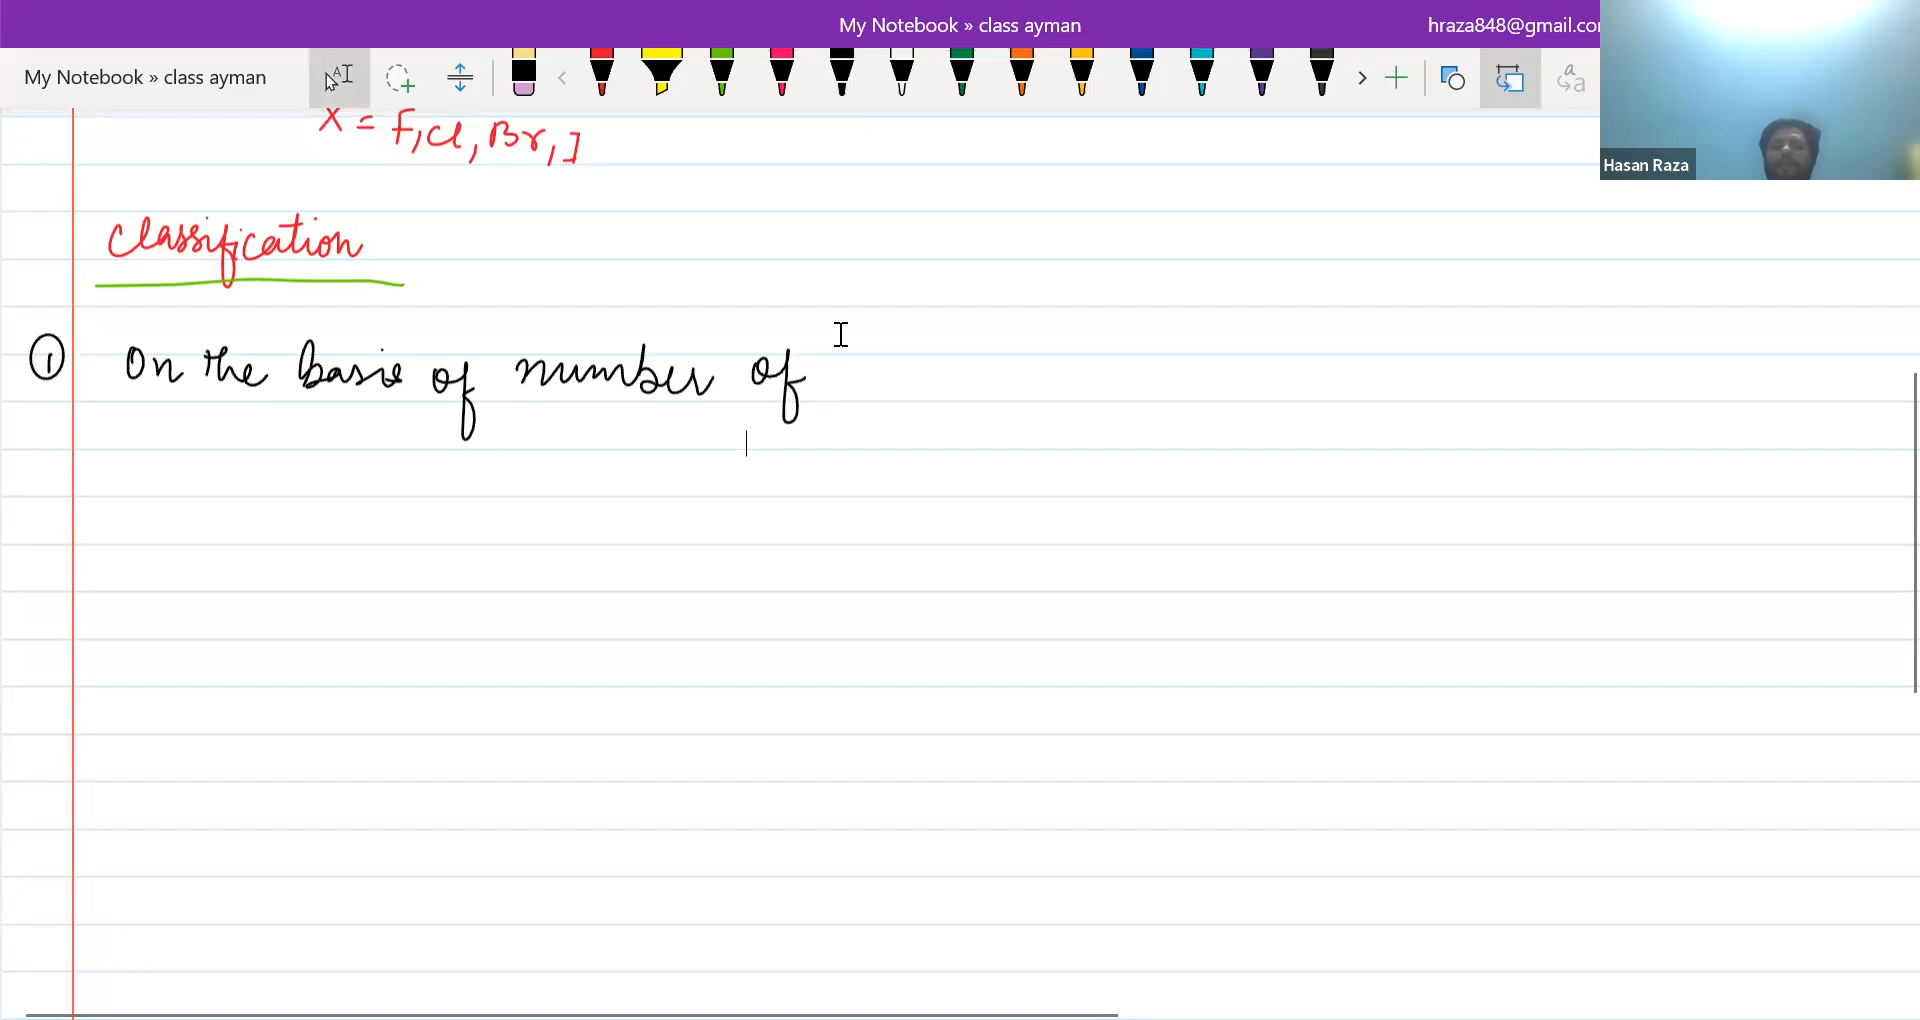 My Notebook » class ayman
hraza848@gmail.co
My Notebook » class ayman
Hasan Raza
X = F, Cl, Br, I
Classification
① On the basis of number of